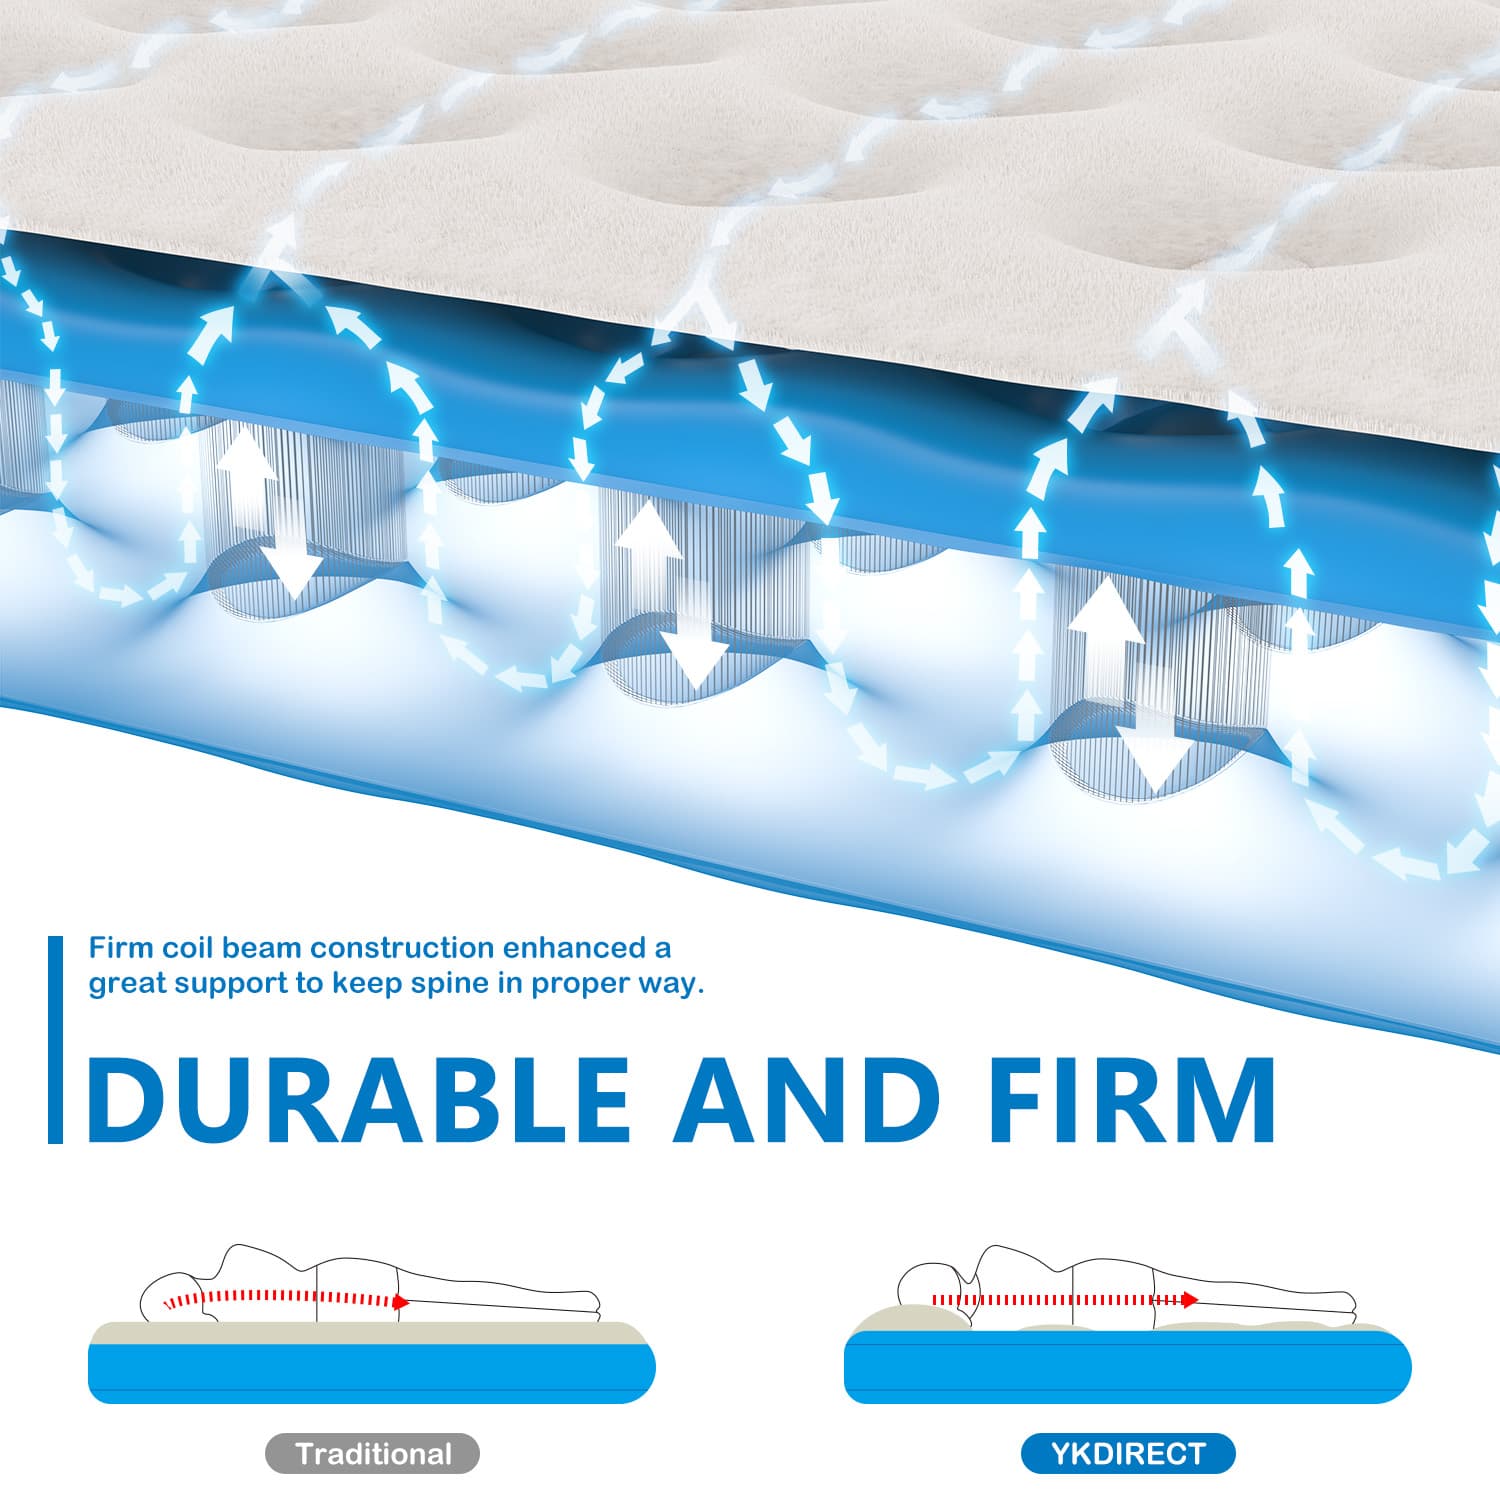 Firm coil beam construction enhanced a
great support to keep spine in proper way.
DURABLE AND FIRM
Traditional
YKDIRECT